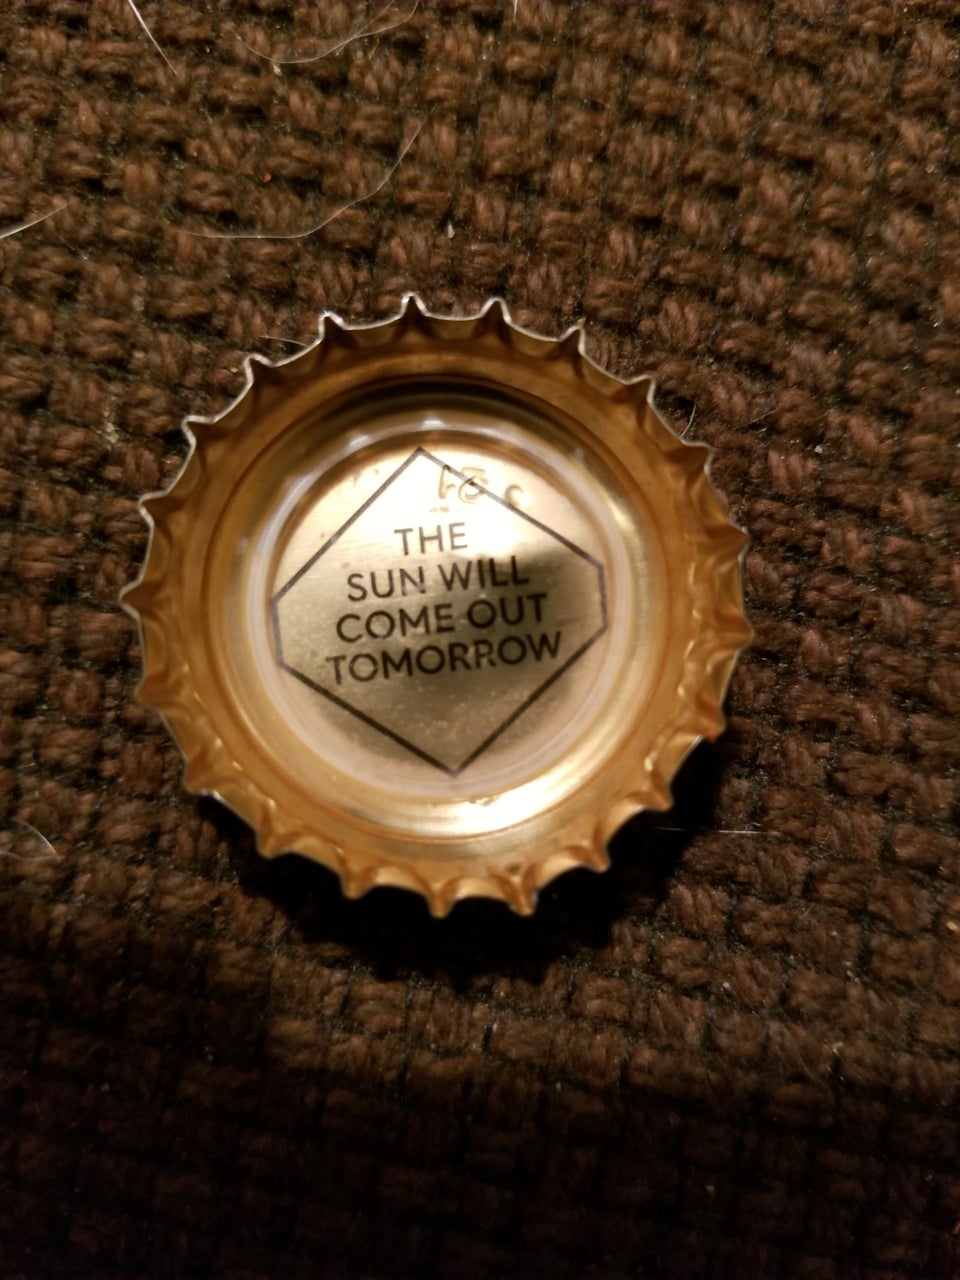 THE
SUN WILL
COME OUT
TOMORROW